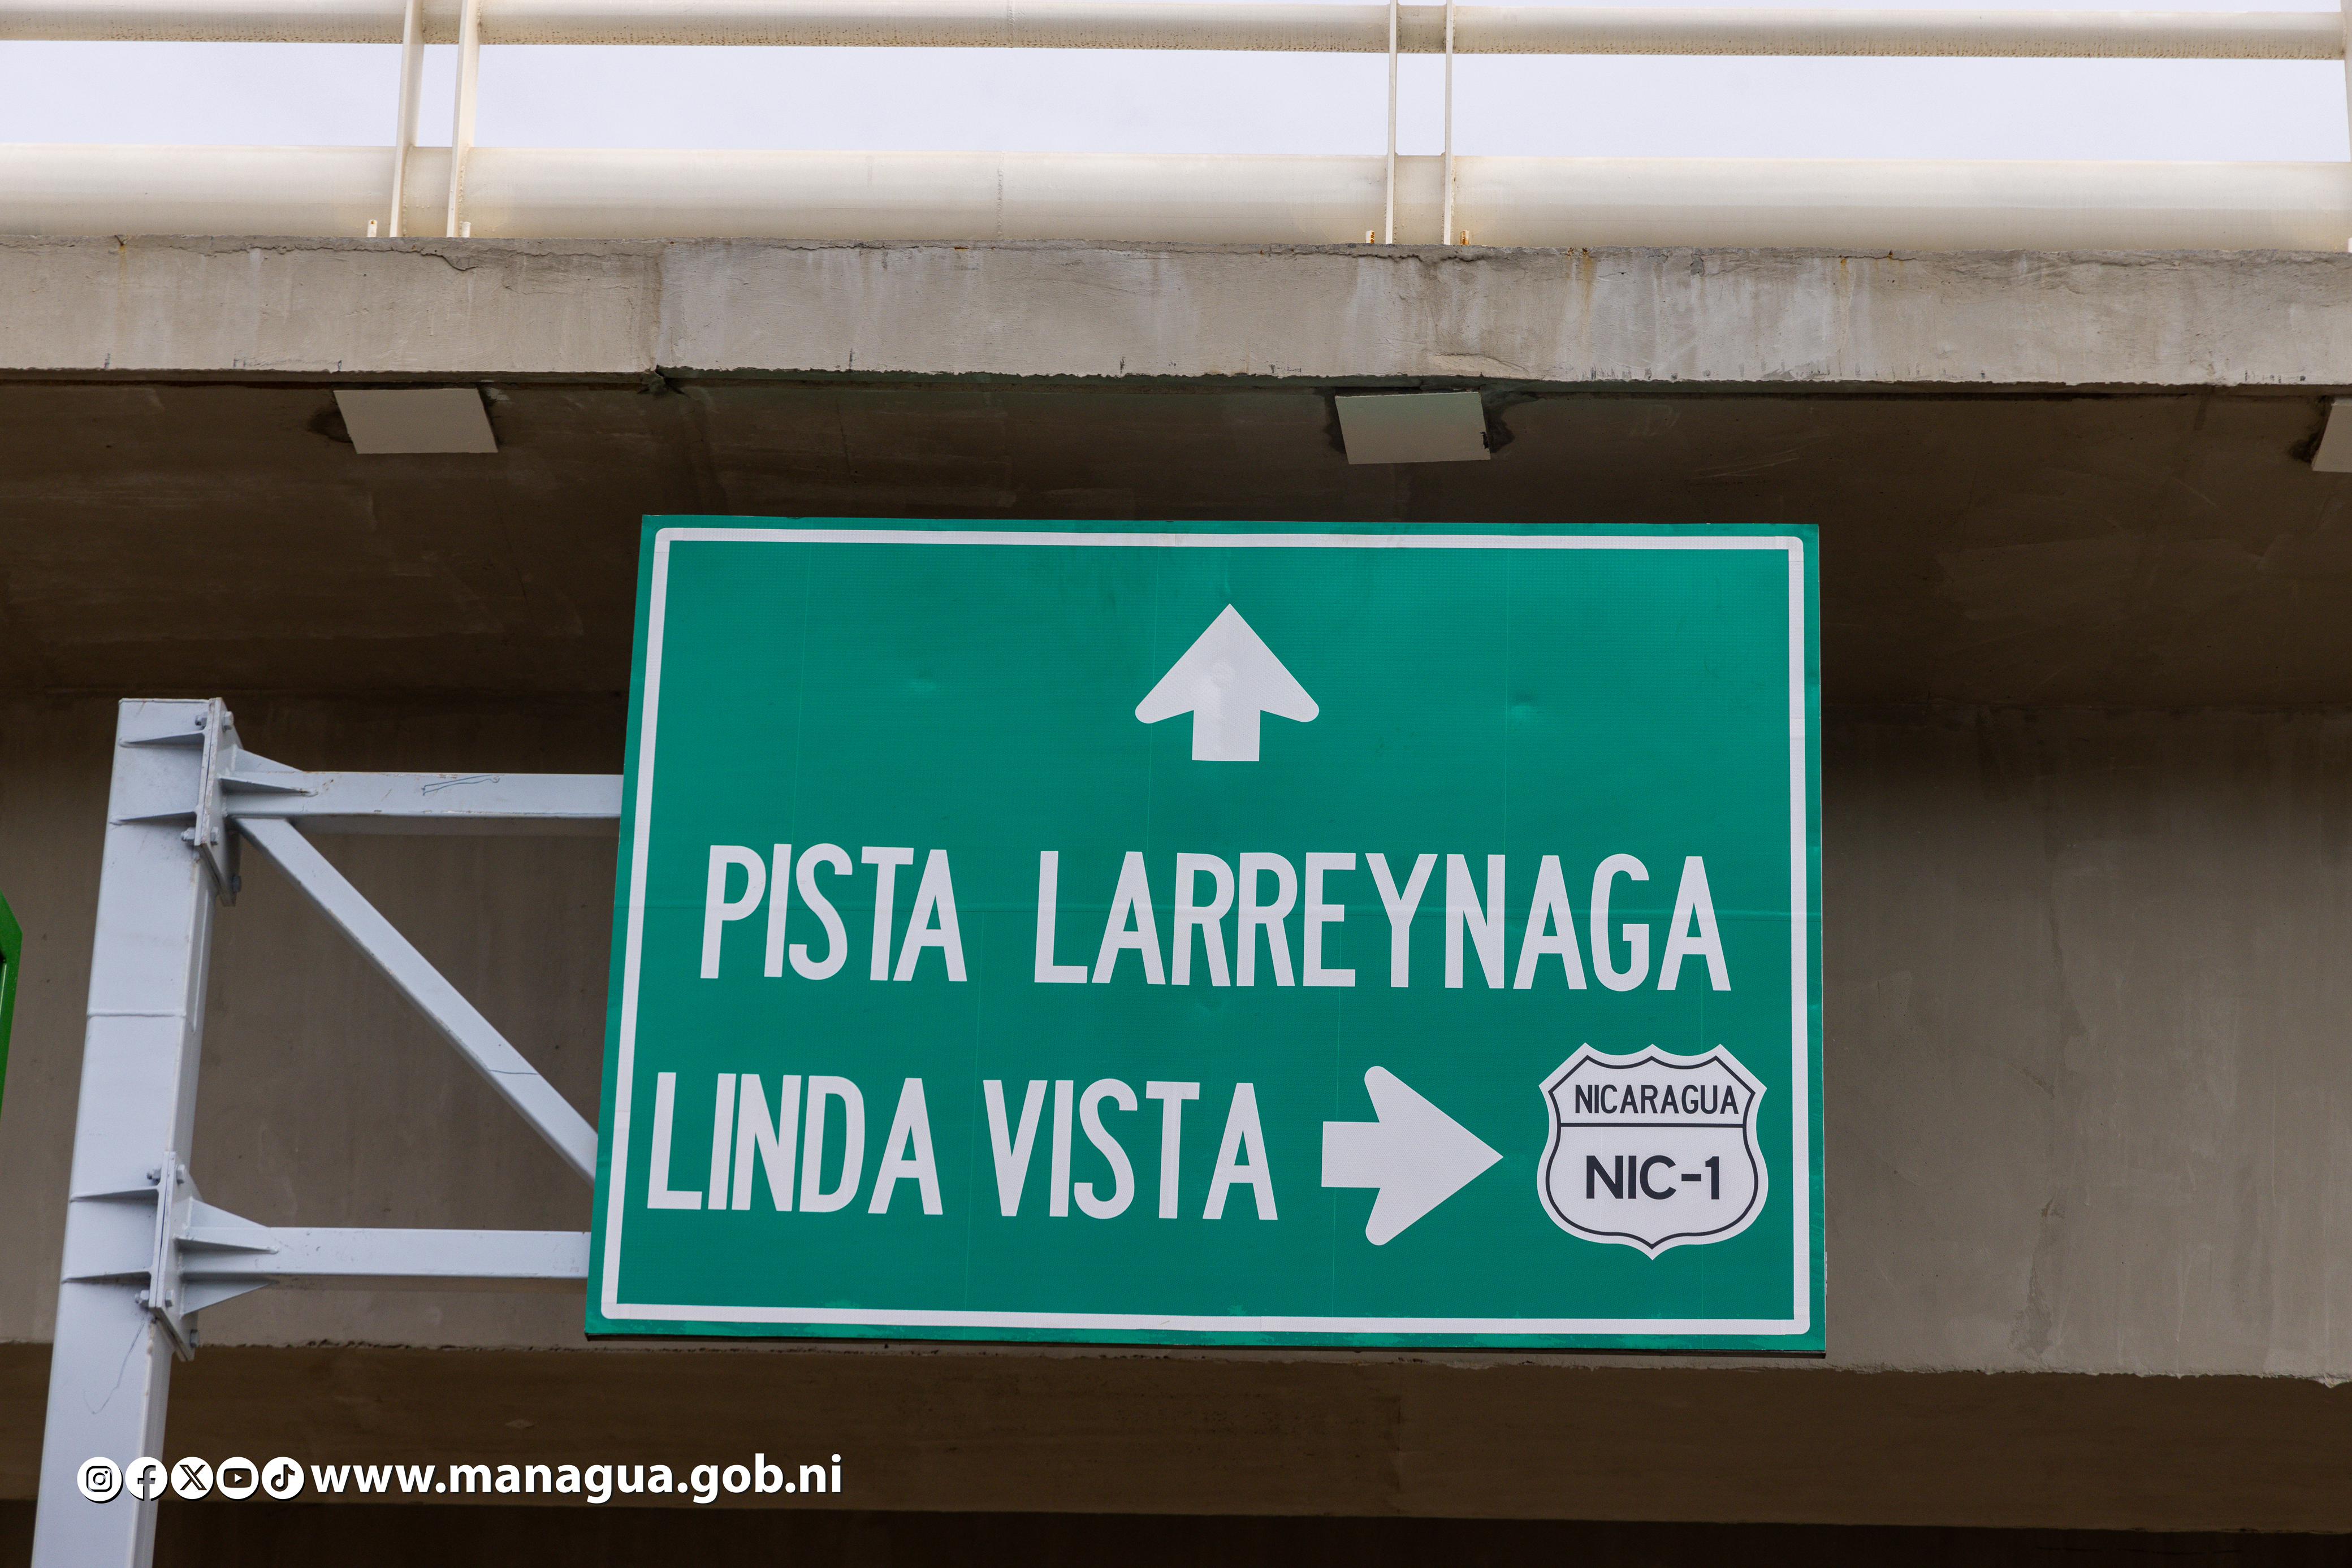 PISTA LARREYNAGA
LINDA VISTA
NICARAGUA
NIC-1
www.managua.gob.ni